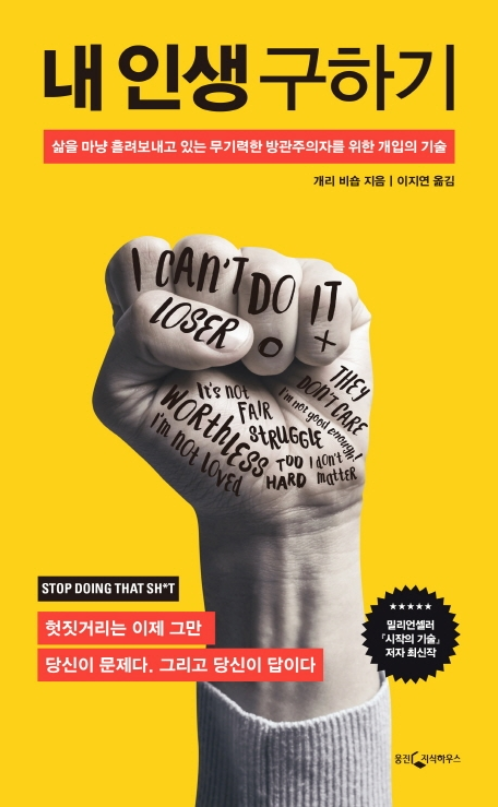 내 인생 구하기
삶을 마냥 흘려보내고 있는 무기력한 방관주의자를 위한 개입의 기술
개리 비숍 지음 | 이지연 옮김
I CAN'T DO IT
LOSER
O +
THEY
DON'T CARE
I'm not good enough!
It's not
FAIR
STRUGGLE
WORTHLESS
i'm not loved
TOO
HARD
I don't
matter
STOP DOING THAT SH*T
헛짓거리는 이제 그만
당신이 문제다. 그리고 당신이 답이다
★★★★★
밀리언셀러
『시작의 기술』
저자 최신작
웅진 지식하우스